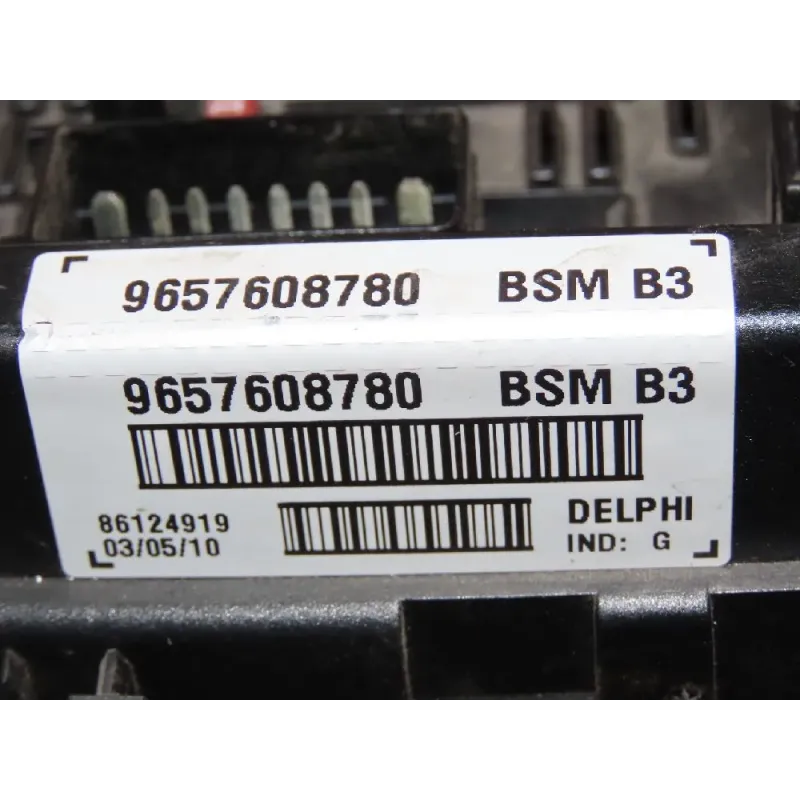 9657608780 BSM B3
9657608780 BSM B3
86124919 DELPHI
03/05/10 IND: G